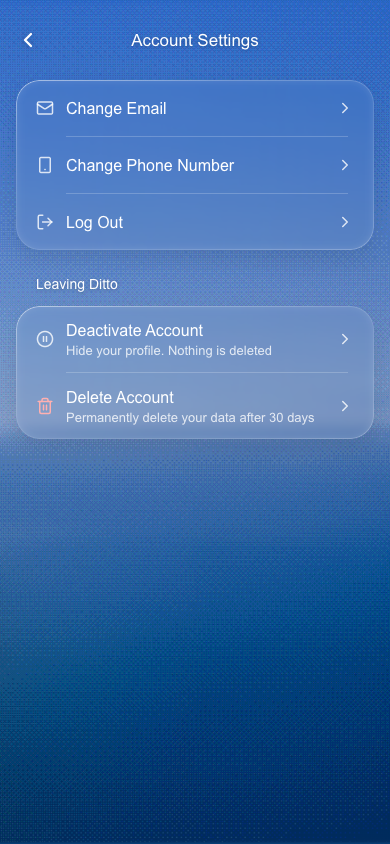 Account Settings
Change Email
Change Phone Number
Log Out
Leaving Ditto
Deactivate Account
Hide your profile. Nothing is deleted
Delete Account
Permanently delete your data after 30 days